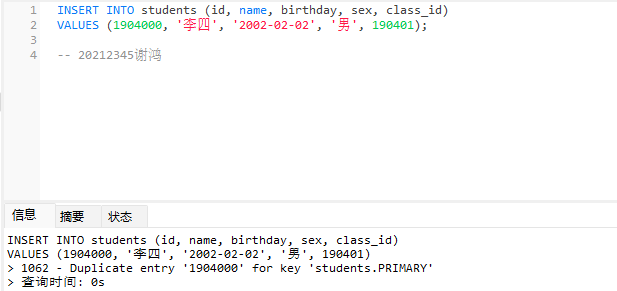 1 INSERT INTO students (id, name, birthday, sex, class_id)
2 VALUES (1904000, '李四', '2002-02-02', '男', 190401);
3
4 -- 20212345谢鸿
信息 摘要 状态
INSERT INTO students (id, name, birthday, sex, class_id)
VALUES (1904000, '李四', '2002-02-02', '男', 190401)
> 1062 - Duplicate entry '1904000' for key 'students.PRIMARY'
> 查询时间: 0s